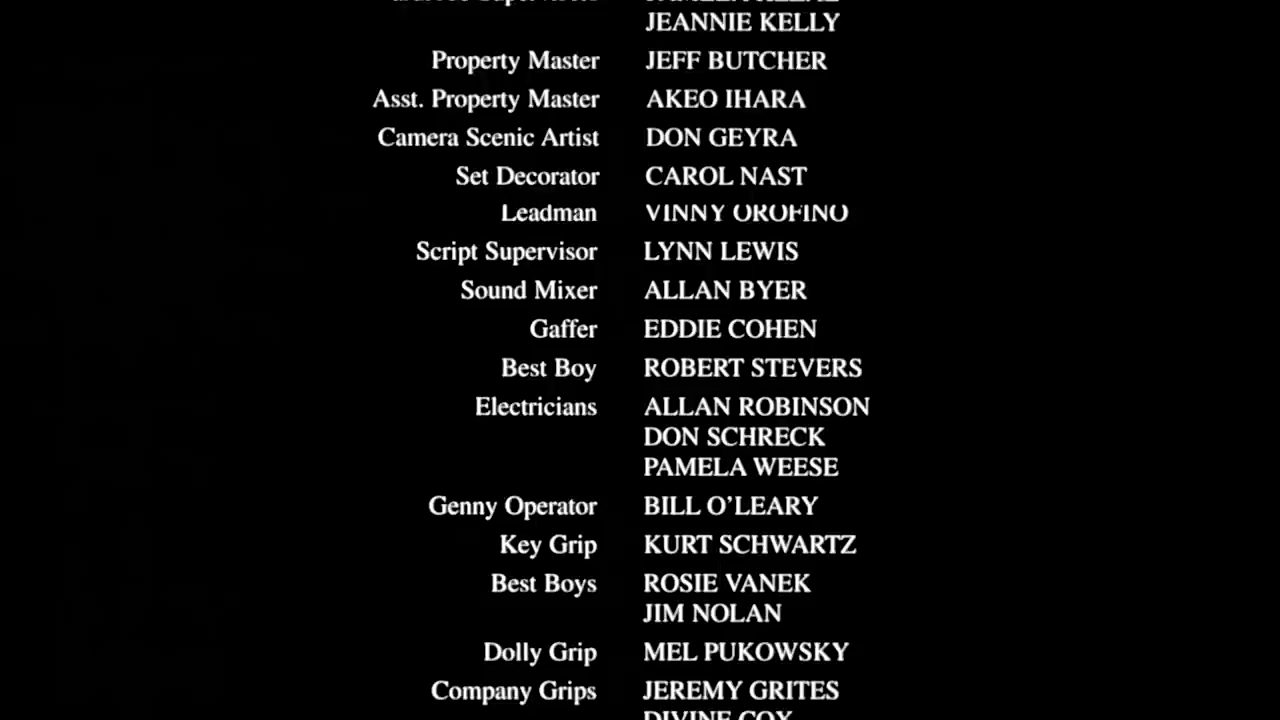 JEANNIE KELLY
Property Master JEFF BUTCHER
Asst. Property Master AKEO IHARA
Camera Scenic Artist DON GEYRA
Set Decorator CAROL NAST
Leadman VINNY OROFINO
Script Supervisor LYNN LEWIS
Sound Mixer ALLAN BYER
Gaffer EDDIE COHEN
Best Boy ROBERT STEVERS
Electricians ALLAN ROBINSON
DON SCHRECK
PAMELA WEESE
Genny Operator BILL O'LEARY
Key Grip KURT SCHWARTZ
Best Boys ROSIE VANEK
JIM NOLAN
Dolly Grip MEL PUKOWSKY
Company Grips JEREMY GRITES
DIVINE COX